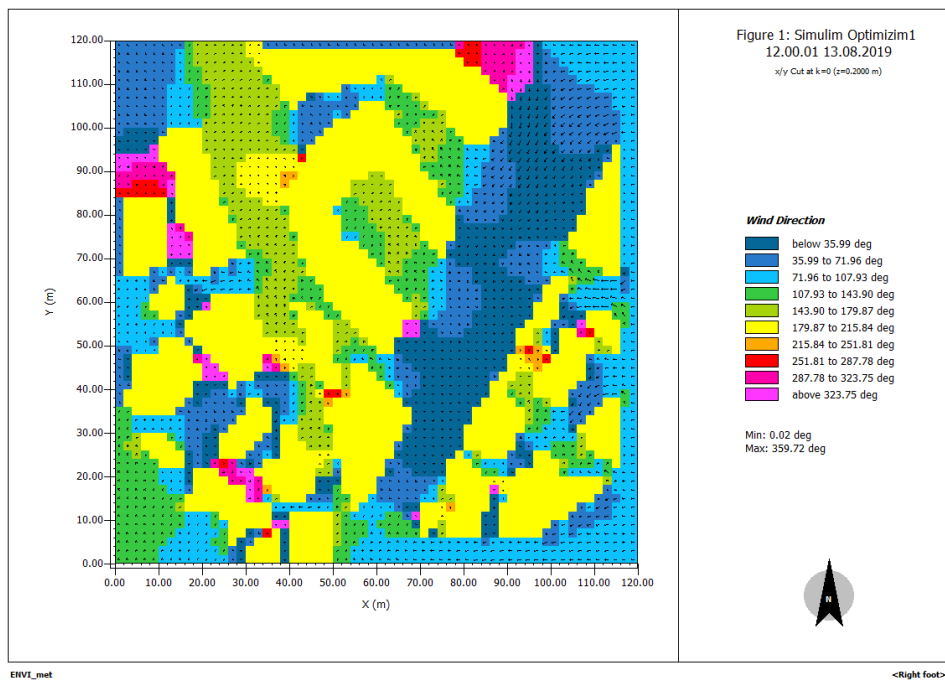 Figure 1: Simulim Optimizim1
12.00.01 13.08.2019
x/y Cut at k=0 (z=0.2000 m)
120.00
110.00
100.00
90.00
80.00
70.00
60.00
50.00
40.00
30.00
20.00
10.00
0.00
Y (m)
0.00 10.00 20.00 30.00 40.00 50.00 60.00 70.00 80.00 90.00 100.00 110.00 120.00
X (m)
Wind Direction
below 35.99 deg
35.99 to 71.96 deg
71.96 to 107.93 deg
107.93 to 143.90 deg
143.90 to 179.87 deg
179.87 to 215.84 deg
215.84 to 251.81 deg
251.81 to 287.78 deg
287.78 to 323.75 deg
above 323.75 deg
Min: 0.02 deg
Max: 359.72 deg
N
ENVI_met
<Right foot>